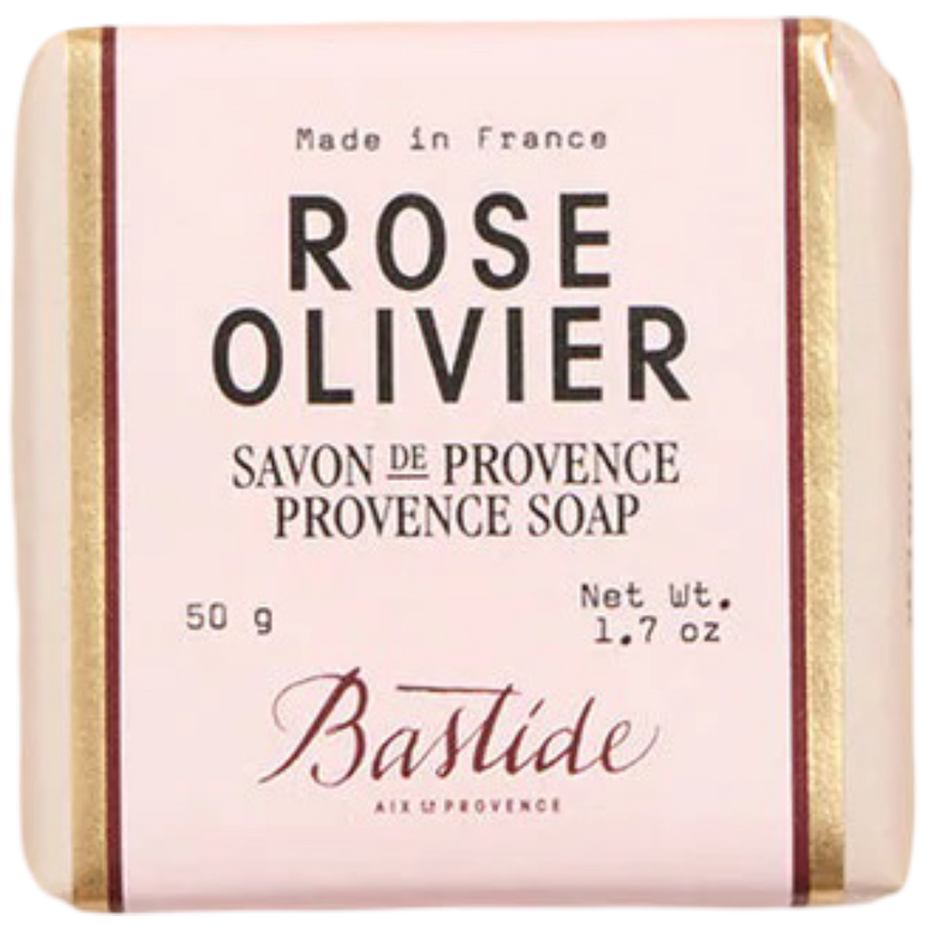 Made in France
ROSE
OLIVIER
SAVON DE PROVENCE
PROVENCE SOAP
50 g
Net Wt.
1.7 oz
Bastide
AIX EN PROVENCE